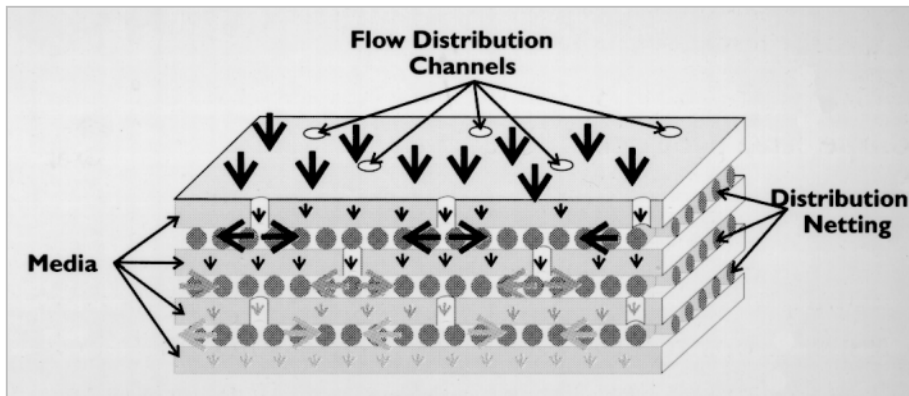 Flow Distribution
Channels
Distribution
Netting
Media